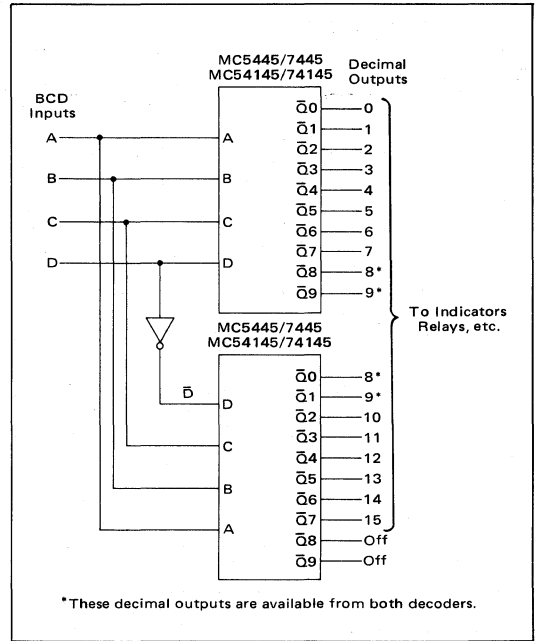 MC5445/7445
MC54145/74145
Decimal
Outputs
BCD
Inputs
A
B
C
D
A
B
C
D
Q̄0 0
Q̄1 1
Q̄2 2
Q̄3 3
Q̄4 4
Q̄5 5
Q̄6 6
Q̄7 7
Q̄8 8*
Q̄9 9*
To Indicators
Relays, etc.
MC5445/7445
MC54145/74145
D̄
D
C
B
A
Q̄0 8*
Q̄1 9*
Q̄2 10
Q̄3 11
Q̄4 12
Q̄5 13
Q̄6 14
Q̄7 15
Q̄8 Off
Q̄9 Off
*These decimal outputs are available from both decoders.